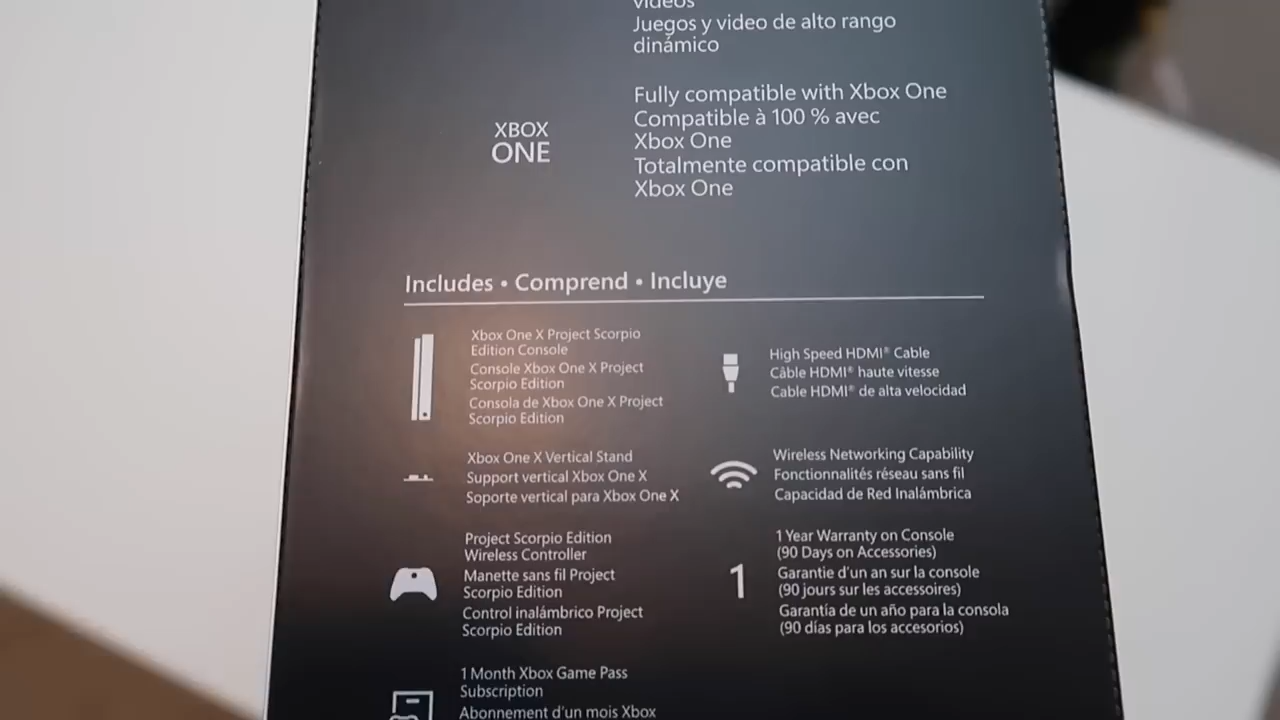 videos
Juegos y video de alto rango
dinámico
XBOX
ONE
Fully compatible with Xbox One
Compatible à 100 % avec
Xbox One
Totalmente compatible con
Xbox One
Includes • Comprend • Incluye
Xbox One X Project Scorpio
Edition Console
Console Xbox One X Project
Scorpio Edition
Consola de Xbox One X Project
Scorpio Edition
High Speed HDMI® Cable
Câble HDMI® haute vitesse
Cable HDMI® de alta velocidad
Xbox One X Vertical Stand
Support vertical Xbox One X
Soporte vertical para Xbox One X
Wireless Networking Capability
Fonctionnalités réseau sans fil
Capacidad de Red Inalámbrica
Project Scorpio Edition
Wireless Controller
Manette sans fil Project
Scorpio Edition
Control inalámbrico Project
Scorpio Edition
1
1 Year Warranty on Console
(90 Days on Accessories)
Garantie d'un an sur la console
(90 jours sur les accessoires)
Garantía de un año para la consola
(90 días para los accesorios)
1 Month Xbox Game Pass
Subscription
Abonnement d'un mois Xbox